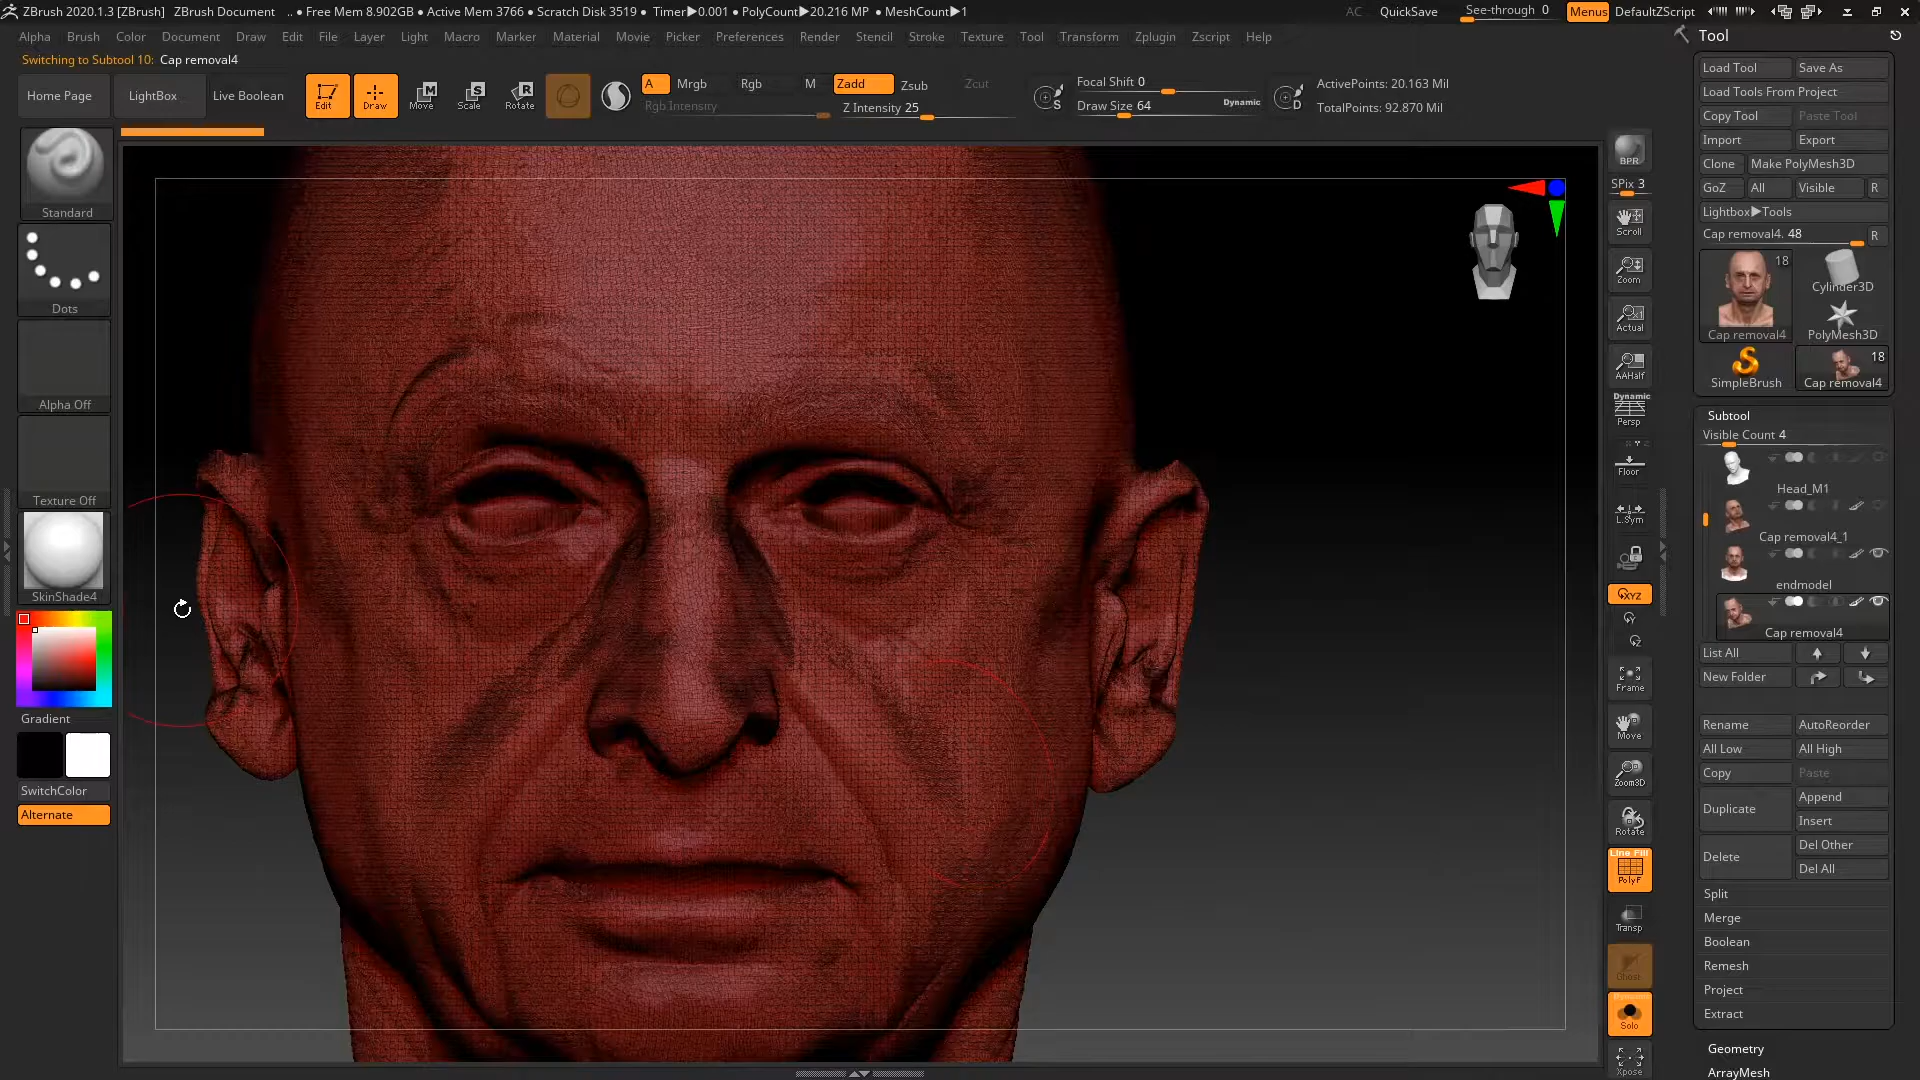 ZBrush 2020.1.3 [ZBrush]   ZBrush Document   .. • Free Mem 8.902GB • Active Mem 3766 • Scratch Disk 3519 •  Timer▶0.001 • PolyCount▶20.216 MP  • MeshCount▶1   AC   QuickSave   See-through 0   Menus   DefaultZScript
Alpha Brush Color Document Draw Edit File Layer Light Macro Marker Material Movie Picker Preferences Render Stencil Stroke Texture Tool Transform Zplugin Zscript Help
Switching to Subtool 10: Cap removal4
Home Page LightBox Live Boolean
Edit Draw Move Scale Rotate
A Mrgb Rgb M Zadd Zsub Zcut
Rgb Intensity Z Intensity 25
S Focal Shift 0
Draw Size 64 Dynamic D
ActivePoints: 20.163 Mil
TotalPoints: 92.870 Mil
Standard
Dots
Alpha Off
Texture Off
SkinShade4
Gradient
SwitchColor
Alternate
BPR
SPix 3
Scroll
Zoom
Actual
AAHalf
Dynamic
Persp
Floor
L.Sym
XYZ
Y
Z
Frame
Move
Zoom3D
Rotate
Line Fill
PolyF
Transp
Ghost
Dynamic
Solo
Xpose
Tool
Load Tool Save As
Load Tools From Project
Copy Tool Paste Tool
Import Export
Clone Make PolyMesh3D
GoZ All Visible R
Lightbox▶Tools
Cap removal4. 48 R
18
Cylinder3D
Cap removal4 PolyMesh3D
18
SimpleBrush Cap removal4
Subtool
Visible Count 4
Head_M1
Cap removal4_1
endmodel
Cap removal4
List All
New Folder
Rename AutoReorder
All Low All High
Copy Paste
Duplicate Append
Insert
Delete Del Other
Del All
Split
Merge
Boolean
Remesh
Project
Extract
Geometry
ArrayMesh